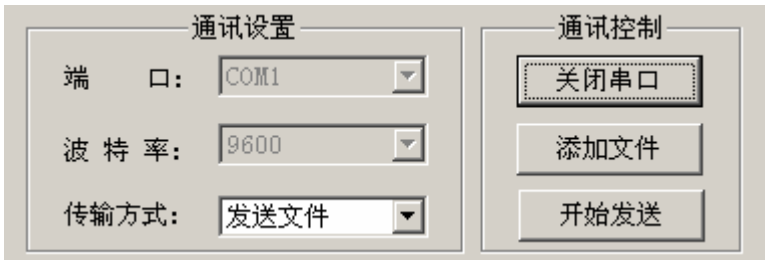 通讯设置
端 口: COM1
波 特 率: 9600
传输方式: 发送文件
通讯控制
关闭串口
添加文件
开始发送